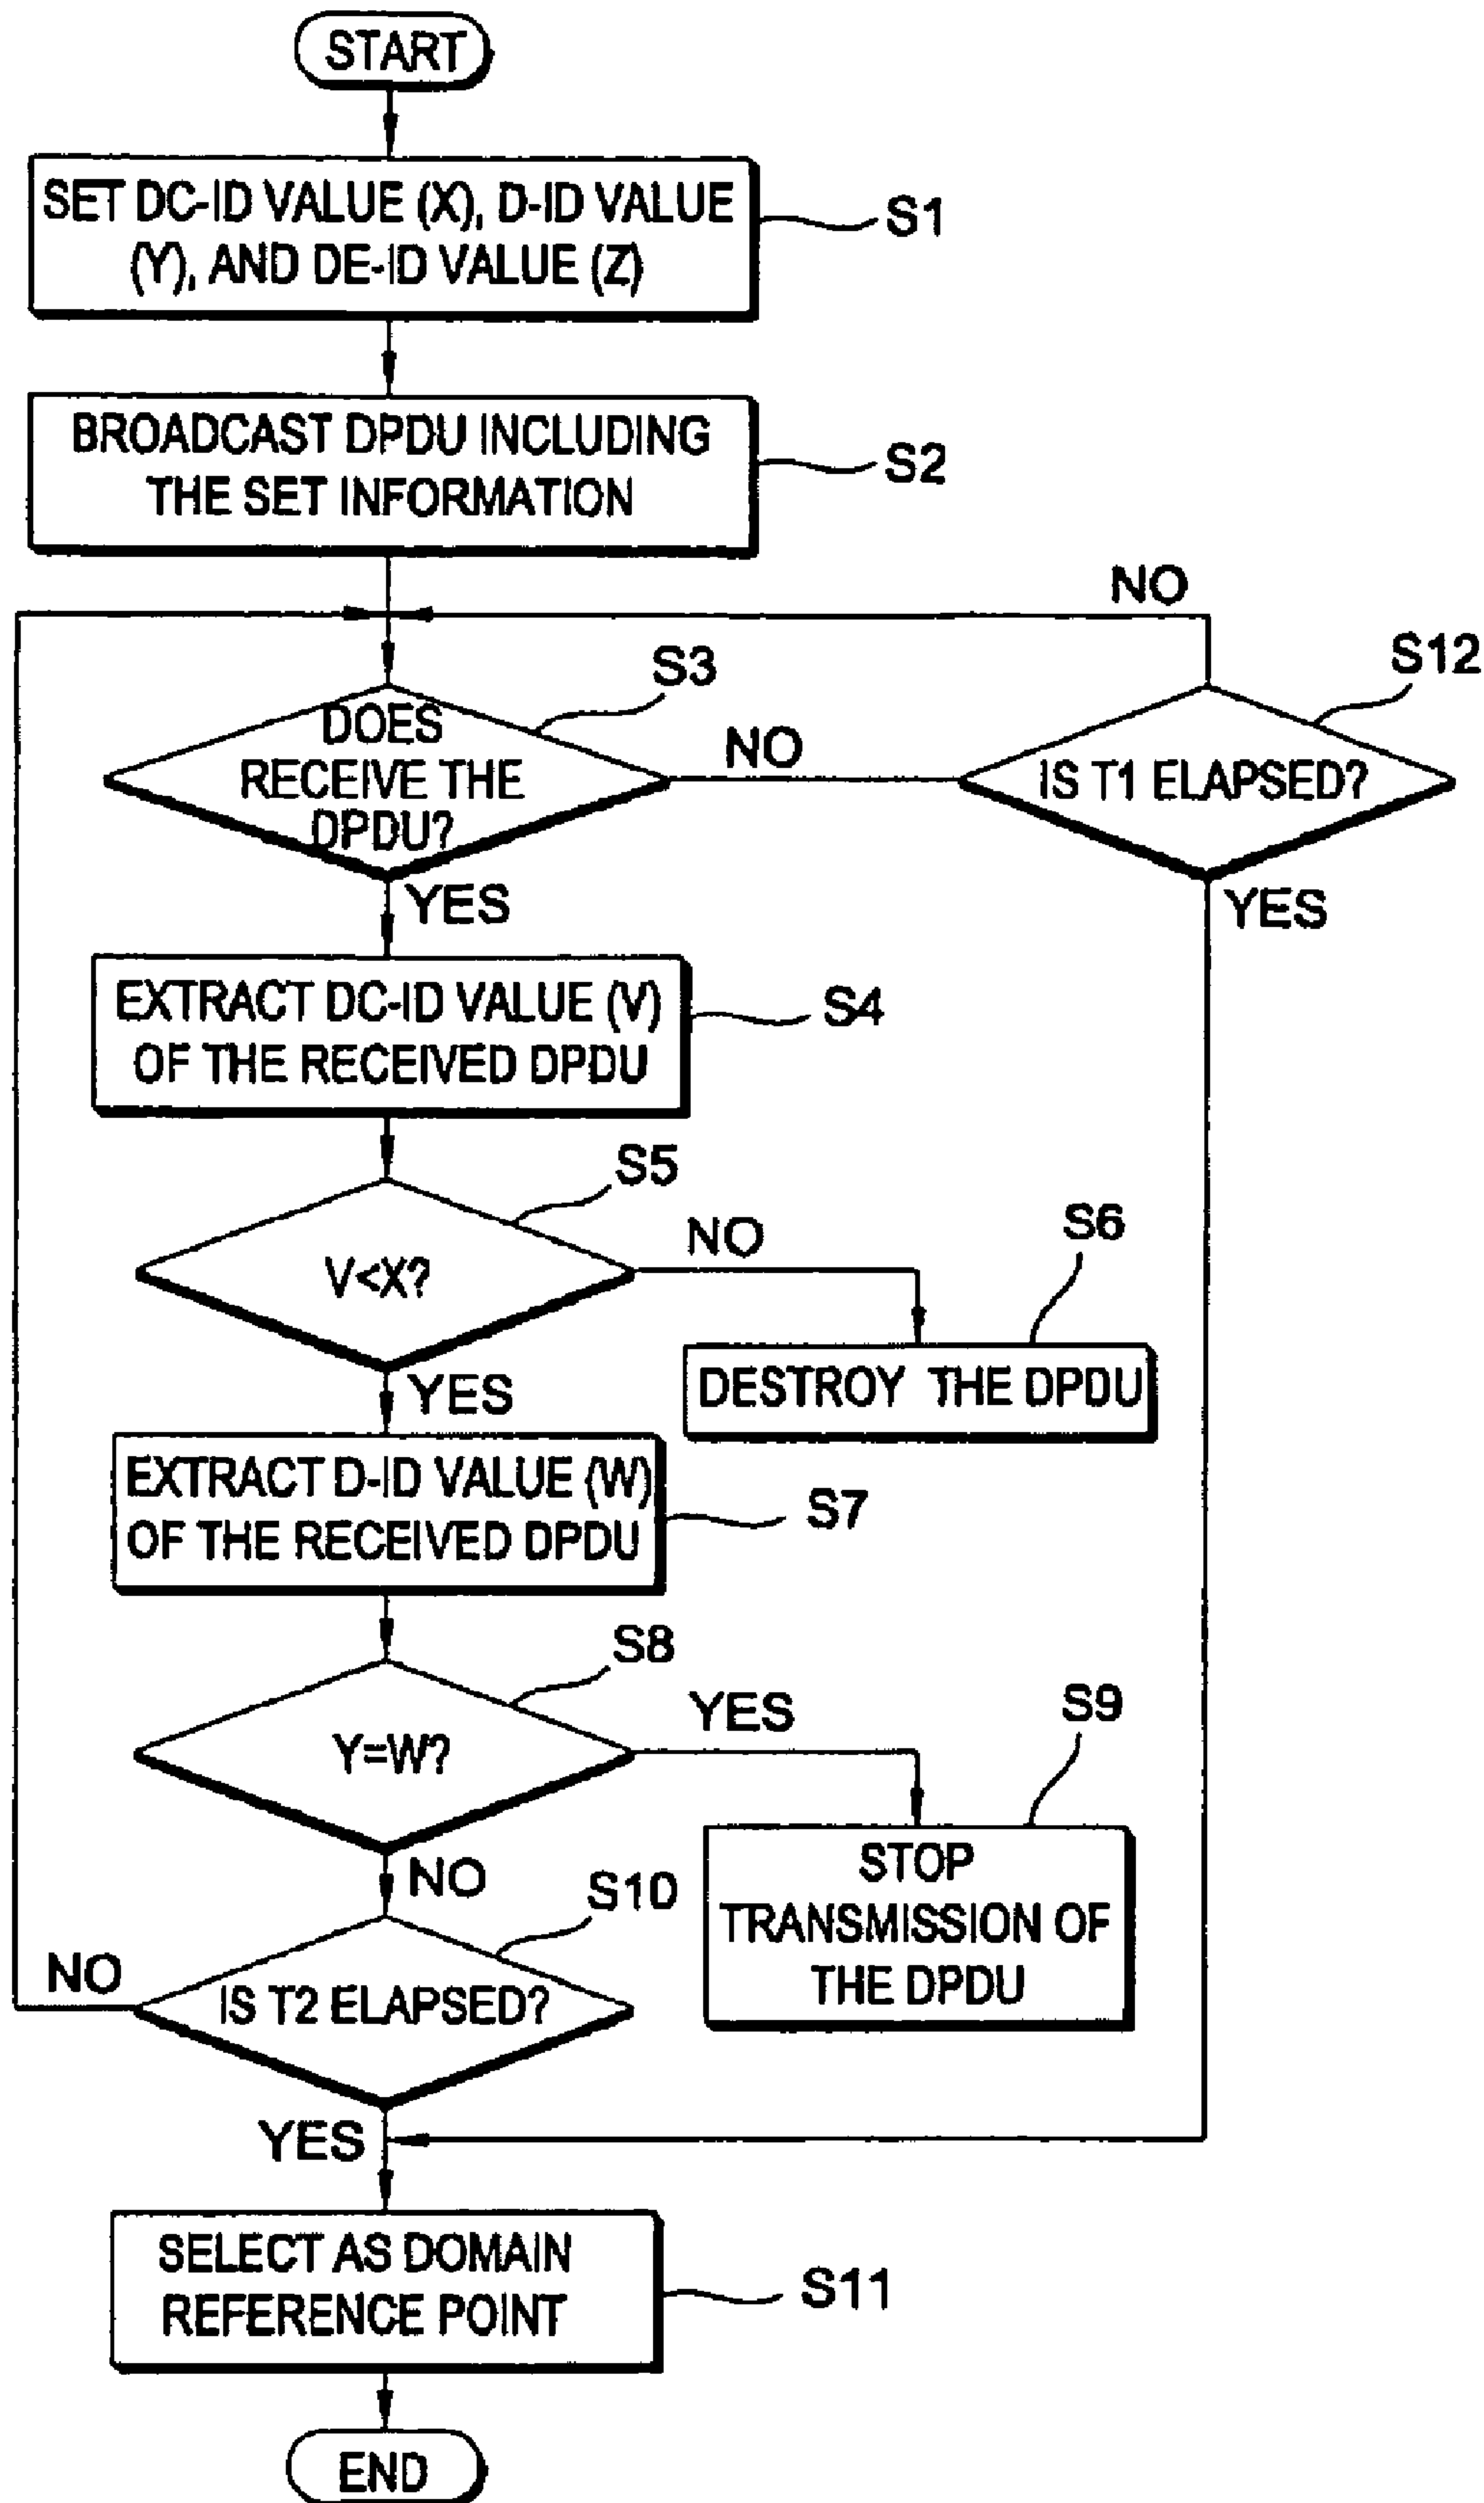 START
SET DC-ID VALUE (X), D-ID VALUE
(Y), AND DE-ID VALUE (Z)
S1
BROADCAST DPDU INCLUDING
THE SET INFORMATION
S2
NO
S3
S12
DOES
RECEIVE THE
DPDU?
NO
IS T1 ELAPSED?
YES
YES
EXTRACT DC-ID VALUE (V)
OF THE RECEIVED DPDU
S4
S5
V<X?
NO
S6
DESTROY THE DPDU
YES
EXTRACT D-ID VALUE (W)
OF THE RECEIVED DPDU
S7
S8
Y=W?
YES
S9
STOP
TRANSMISSION OF
THE DPDU
NO
S10
NO
IS T2 ELAPSED?
YES
SELECT AS DOMAIN
REFERENCE POINT
S11
END